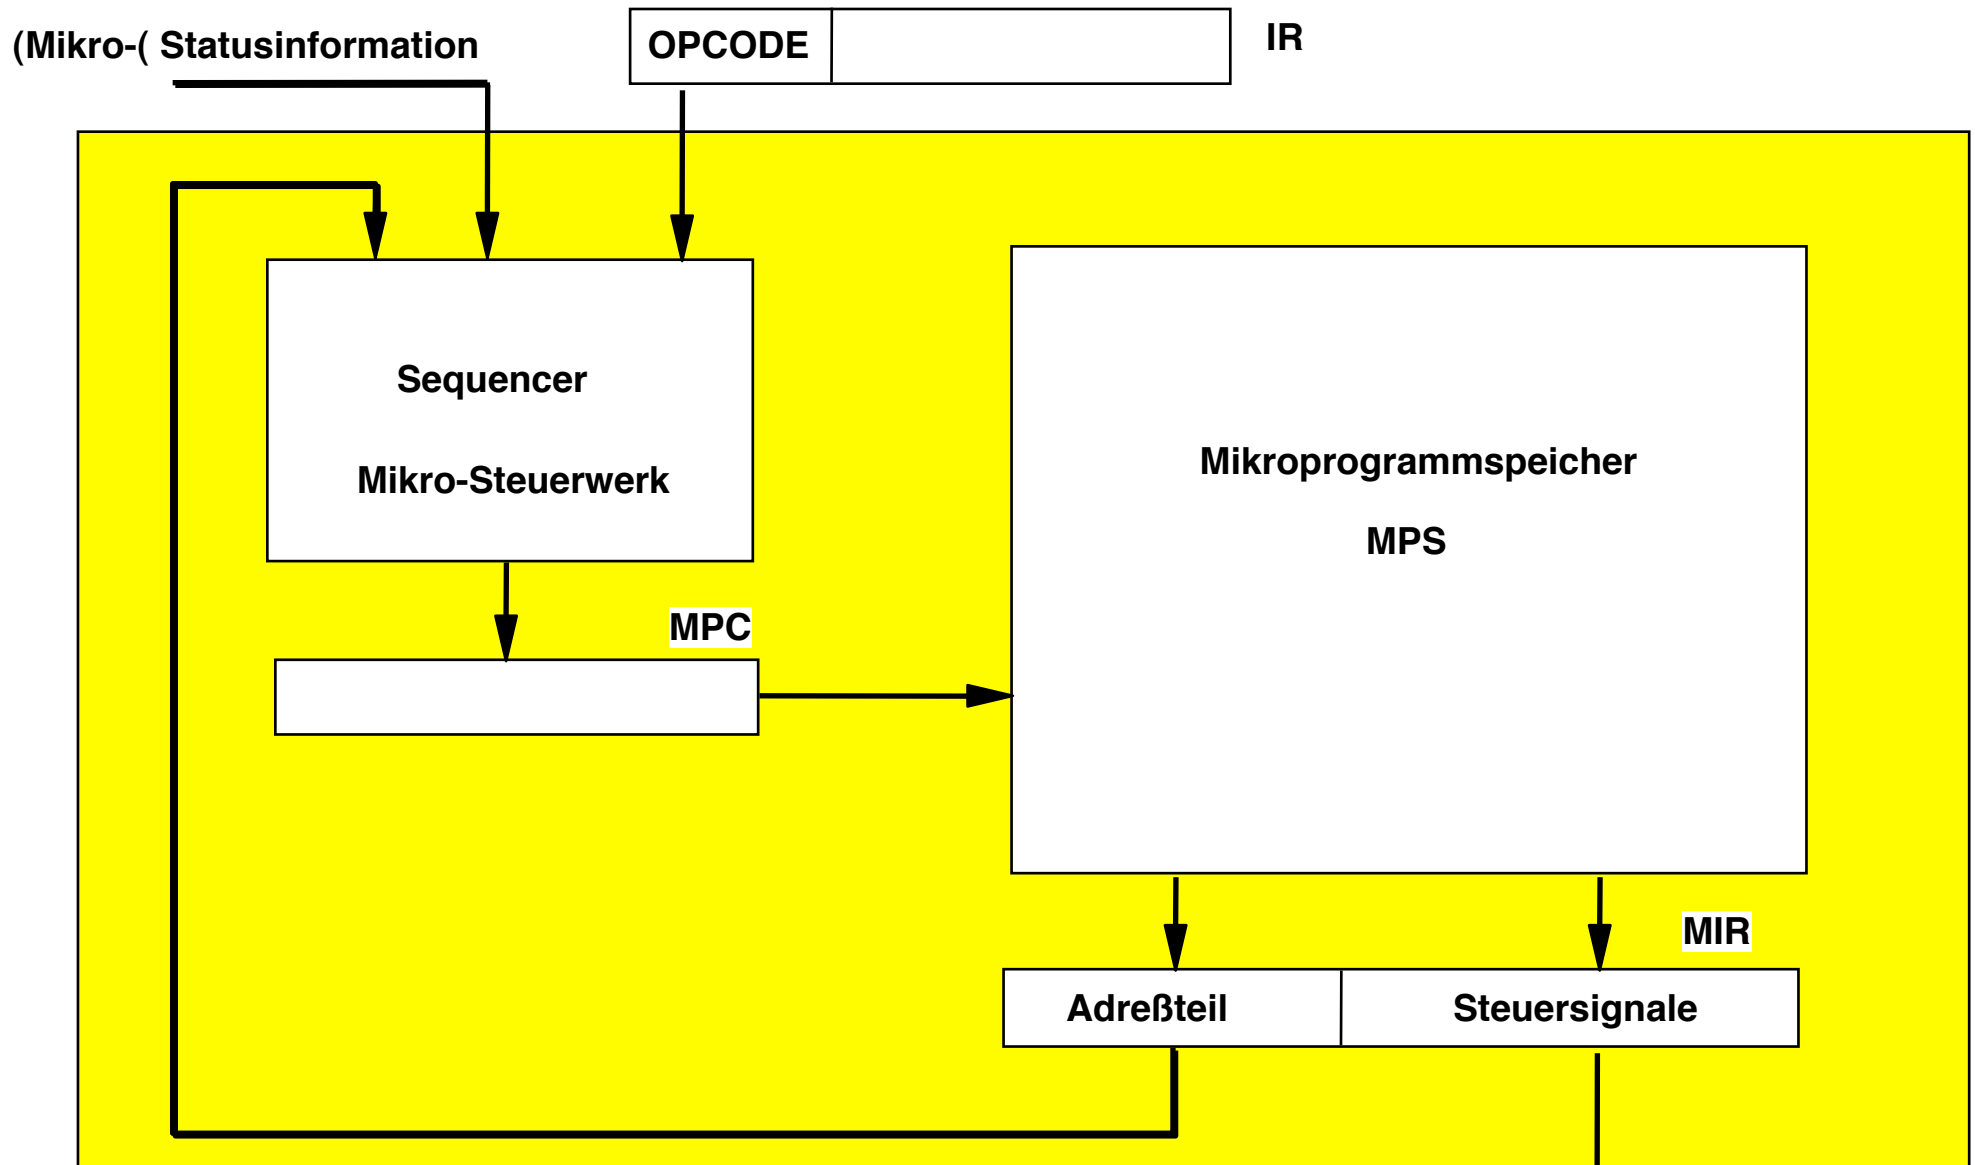 (Mikro-( Statusinformation
OPCODE
IR
Sequencer
Mikro-Steuerwerk
Mikroprogrammspeicher
MPS
MPC
MIR
Adreßteil
Steuersignale